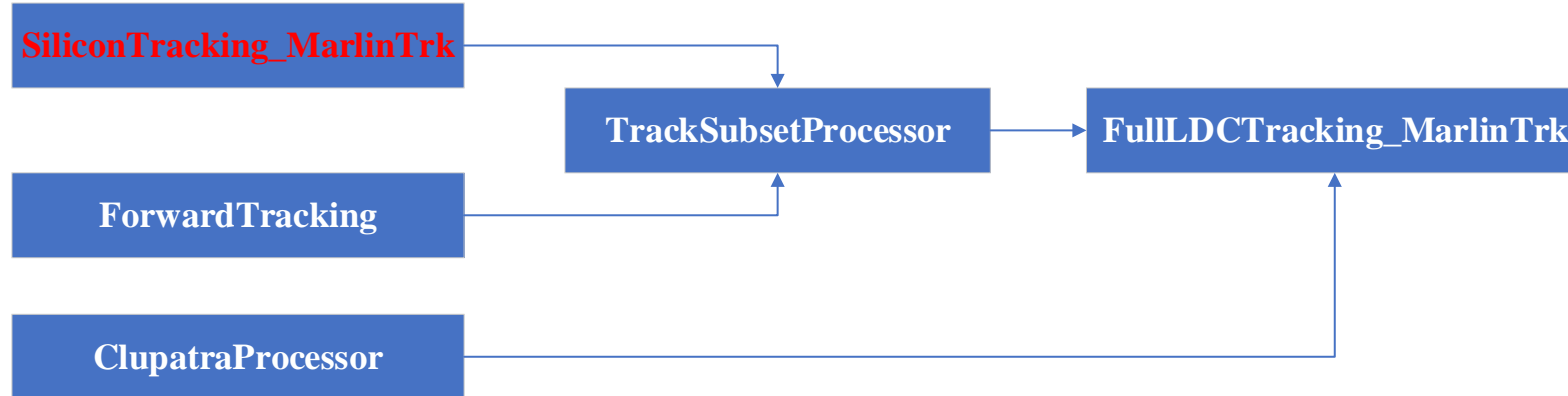 SiliconTracking_MarlinTrk
TrackSubsetProcessor
FullLDCTracking_MarlinTrk
ForwardTracking
ClupatraProcessor